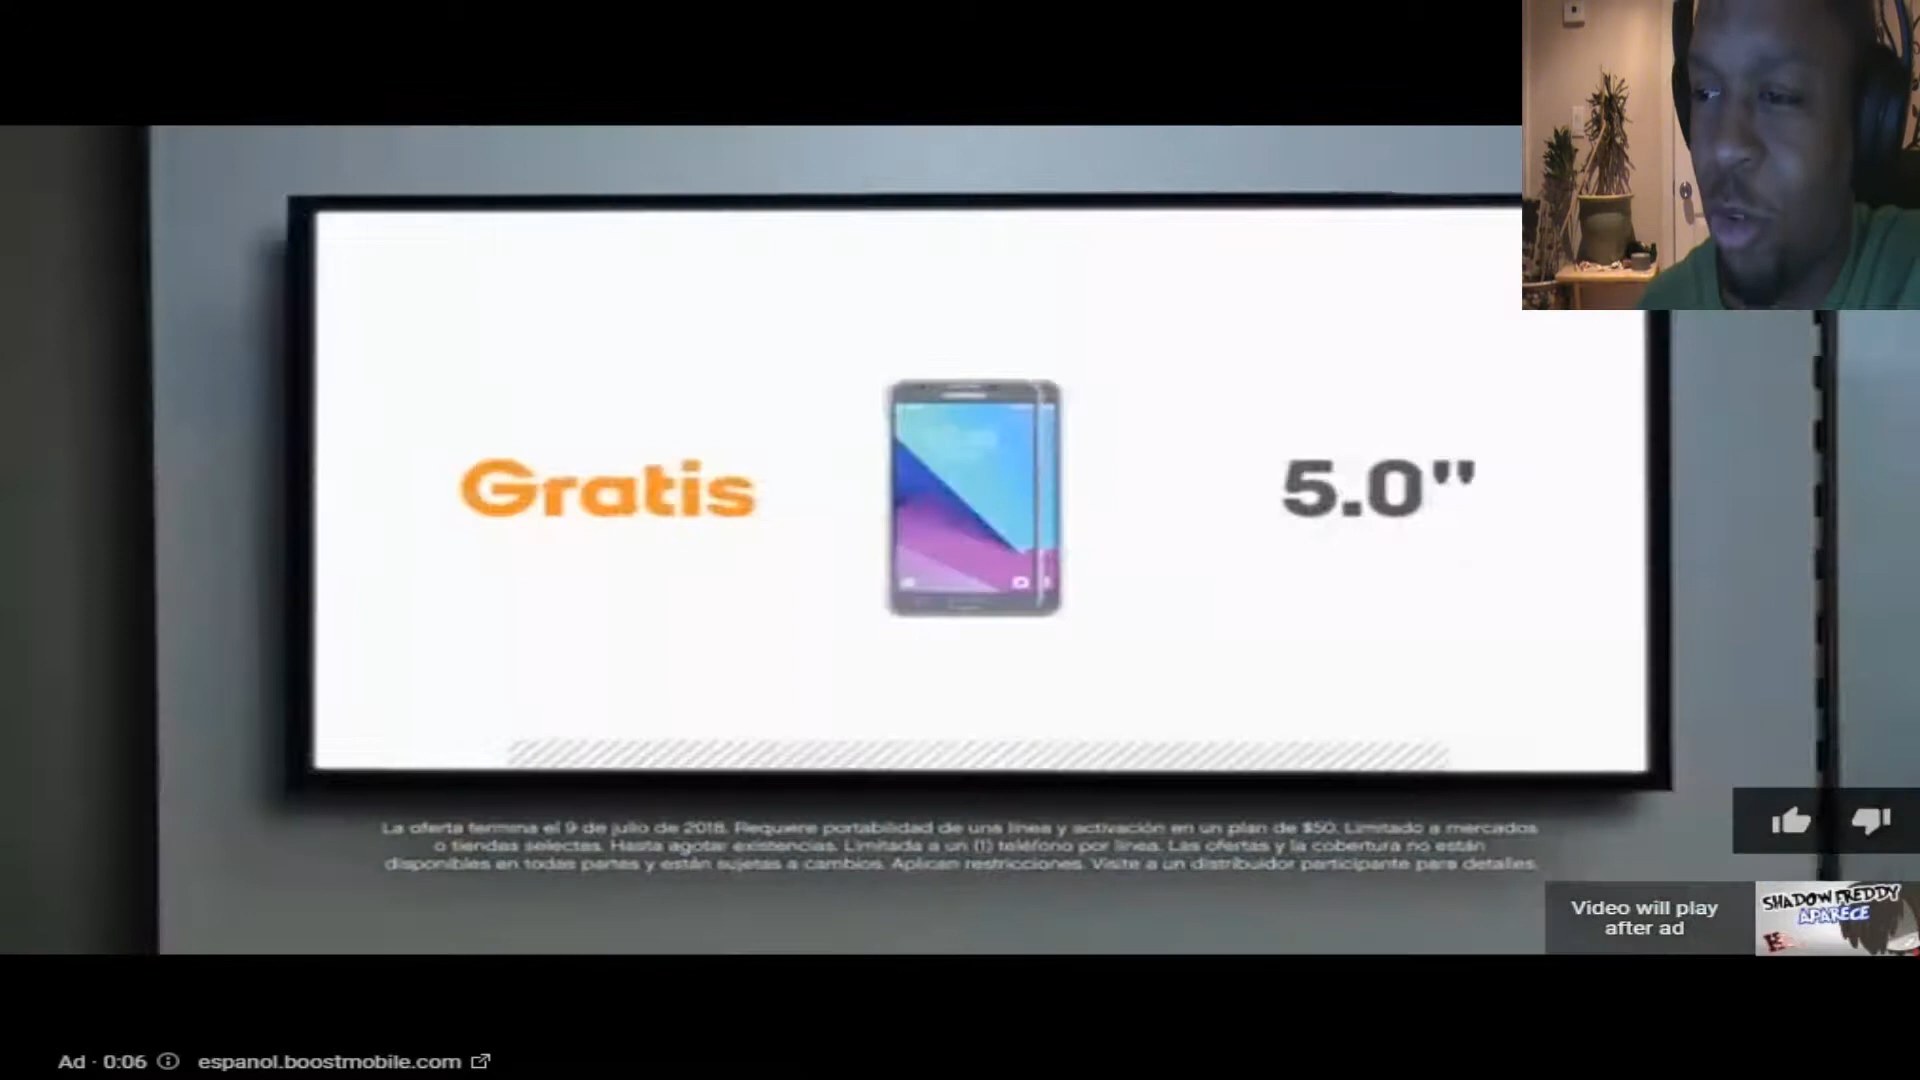 Gratis
5.0"
La oferta termina el 9 de julio de 2018. Requiere portabilidad de una línea y activación en un plan de $50. Limitado a mercados
o tiendas selectas. Hasta agotar existencias. Limitada a un (1) teléfono por línea. Las ofertas y la cobertura no están
disponibles en todas partes y están sujetas a cambios. Aplican restricciones. Visite a un distribuidor participante para detalles.
Video will play
after ad
SHADOW FREDDY
APARECE
Ad · 0:06
espanol.boostmobile.com